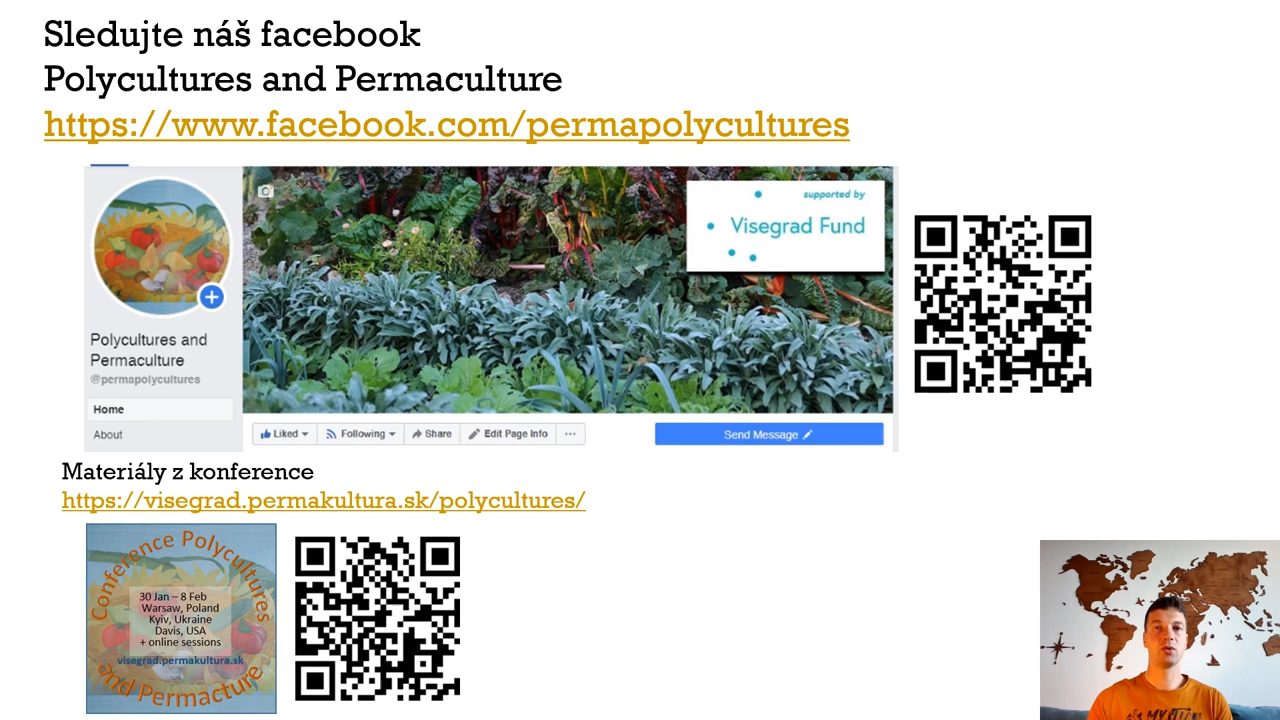 Sledujte náš facebook
Polycultures and Permaculture
https://www.facebook.com/permapolycultures
supported by
Visegrad Fund
Polycultures and
Permaculture
@permapolycultures
Home
About
Liked
Following
Share
Edit Page Info
Send Message
Materiály z konference
https://visegrad.permakultura.sk/polycultures/
Conference Polycultures
30 Jan – 8 Feb
Warsaw, Poland
Kyiv, Ukraine
Davis, USA
+ online sessions
visegrad.permakultura.sk
and Permacture